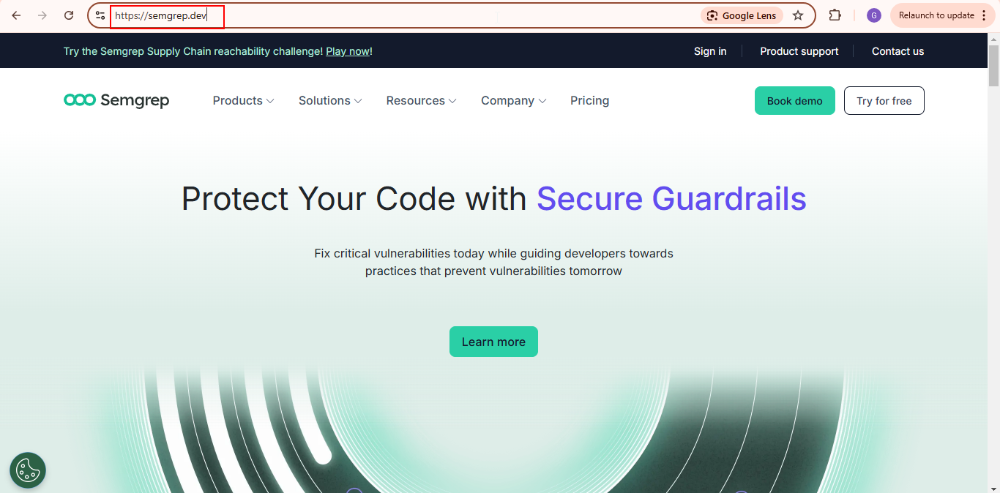 https://semgrep.dev
Google Lens
G
Relaunch to update
Try the Semgrep Supply Chain reachability challenge! Play now!
Sign in
Product support
Contact us
Semgrep
Products
Solutions
Resources
Company
Pricing
Book demo
Try for free
Protect Your Code with Secure Guardrails
Fix critical vulnerabilities today while guiding developers towards
practices that prevent vulnerabilities tomorrow
Learn more